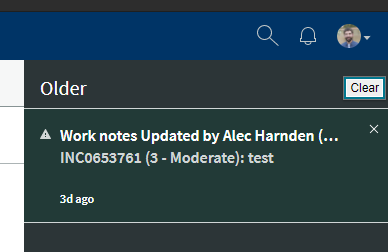 Older
Clear
Work notes Updated by Alec Harnden (...
INC0653761 (3 - Moderate): test
3d ago